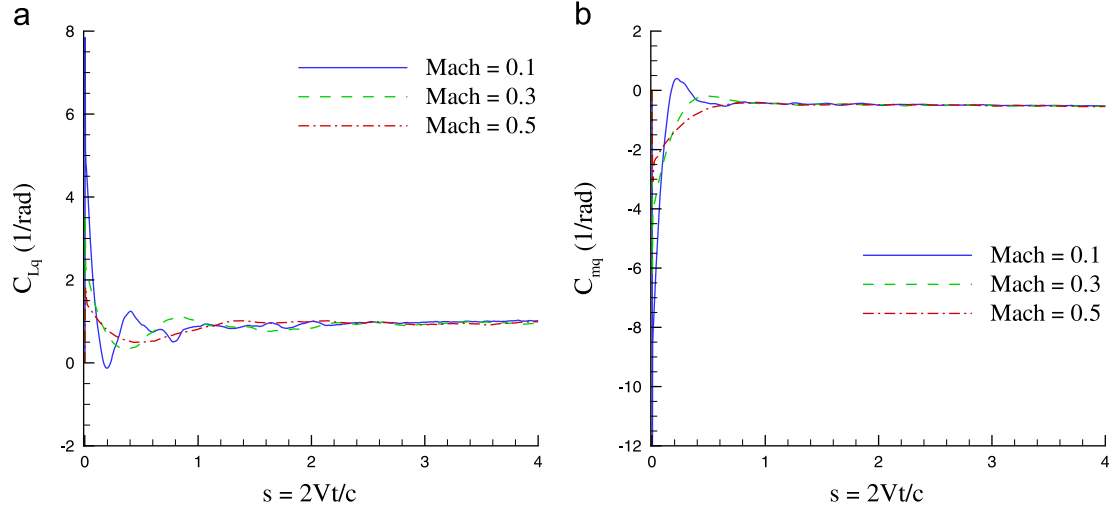 a
8
6
4
2
0
-2
C_Lq (1/rad)
Mach = 0.1
Mach = 0.3
Mach = 0.5
0 1 2 3 4
s = 2Vt/c
b
2
0
-2
-4
-6
-8
-10
-12
C_mq (1/rad)
Mach = 0.1
Mach = 0.3
Mach = 0.5
0 1 2 3 4
s = 2Vt/c